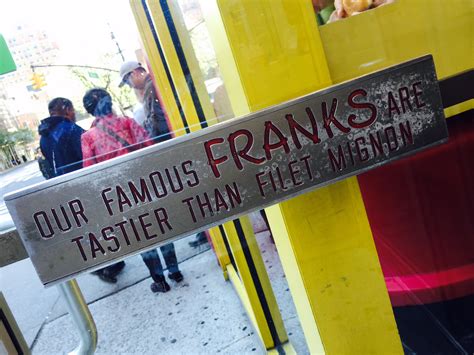 OUR FAMOUS FRANKS ARE
TASTIER THAN FILET MIGNON